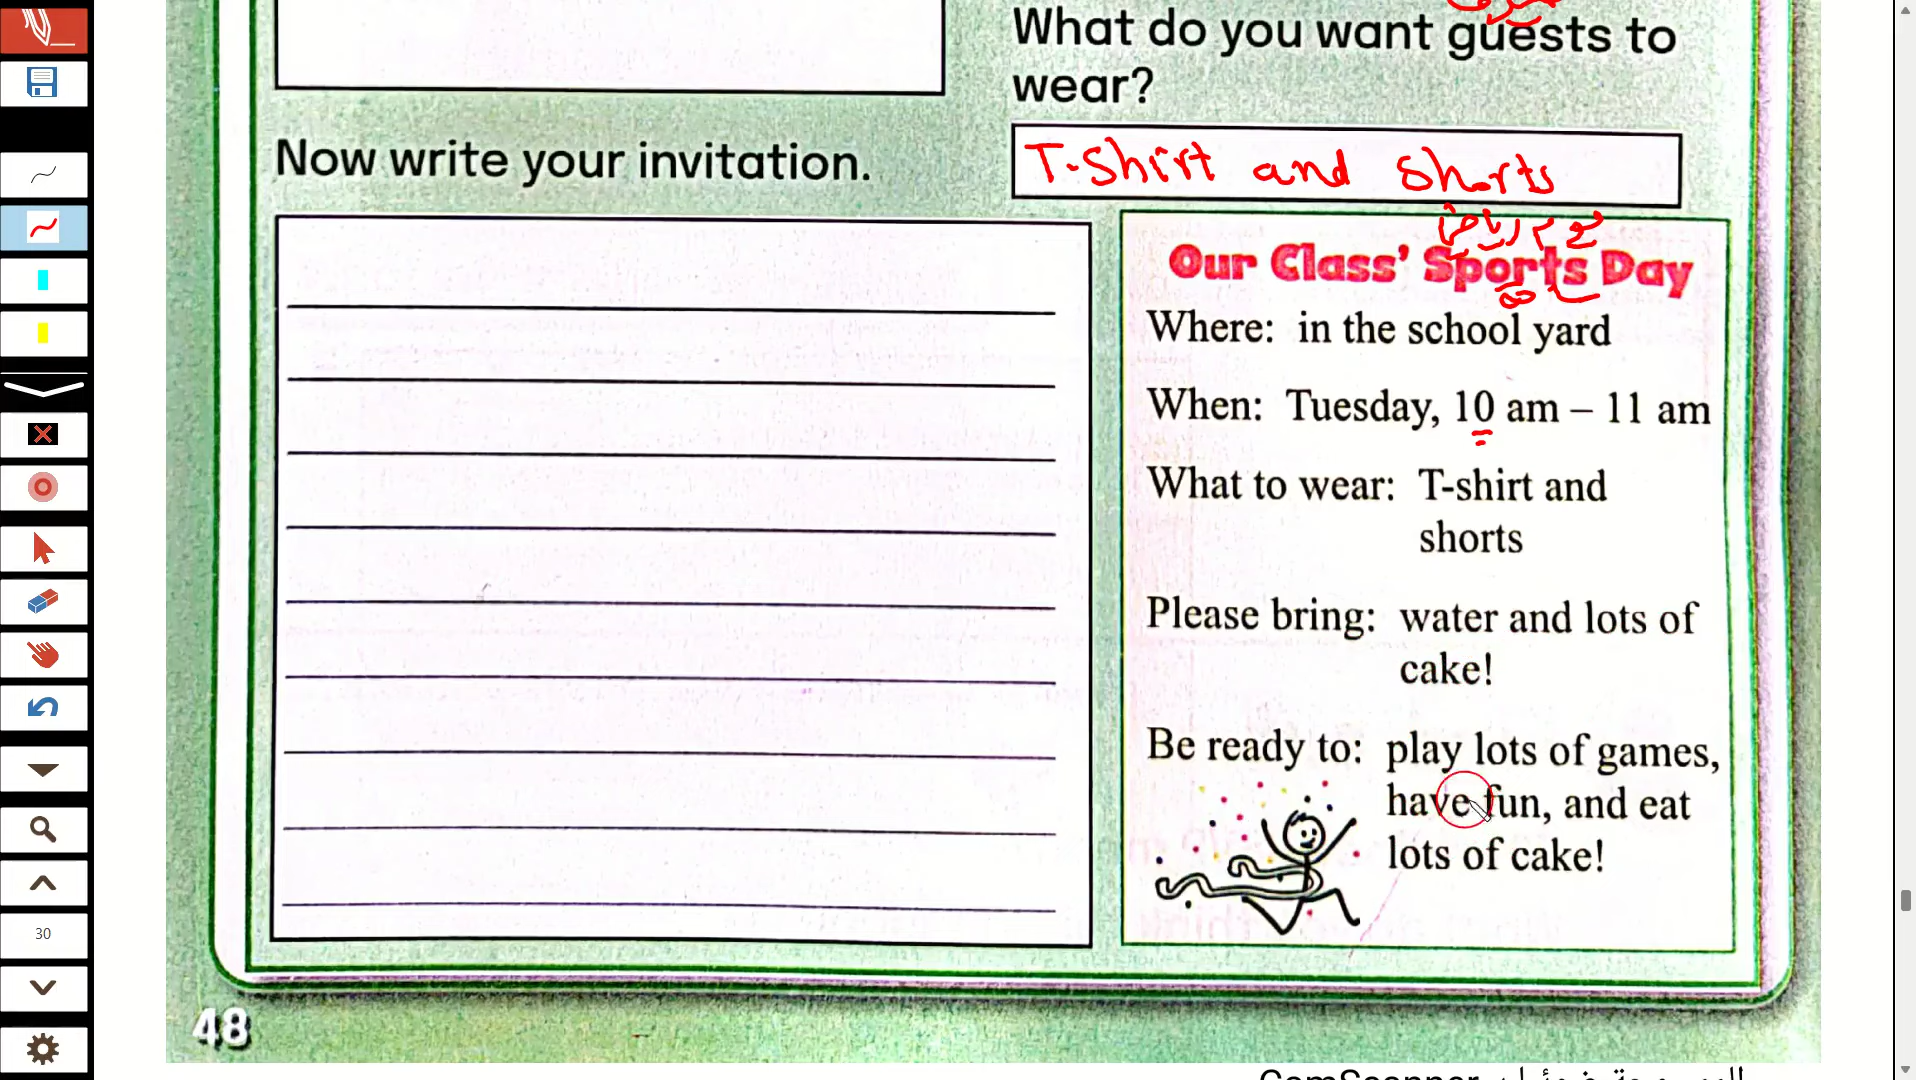 What do you want guests to
wear?
T-Shirt and shorts
Now write your invitation.
يوم رياضي
Our Class' Sports Day
Where: in the school yard
When: Tuesday, 10 am – 11 am
What to wear: T-shirt and
shorts
Please bring: water and lots of
cake!
Be ready to: play lots of games,
have fun, and eat
lots of cake!
48
30